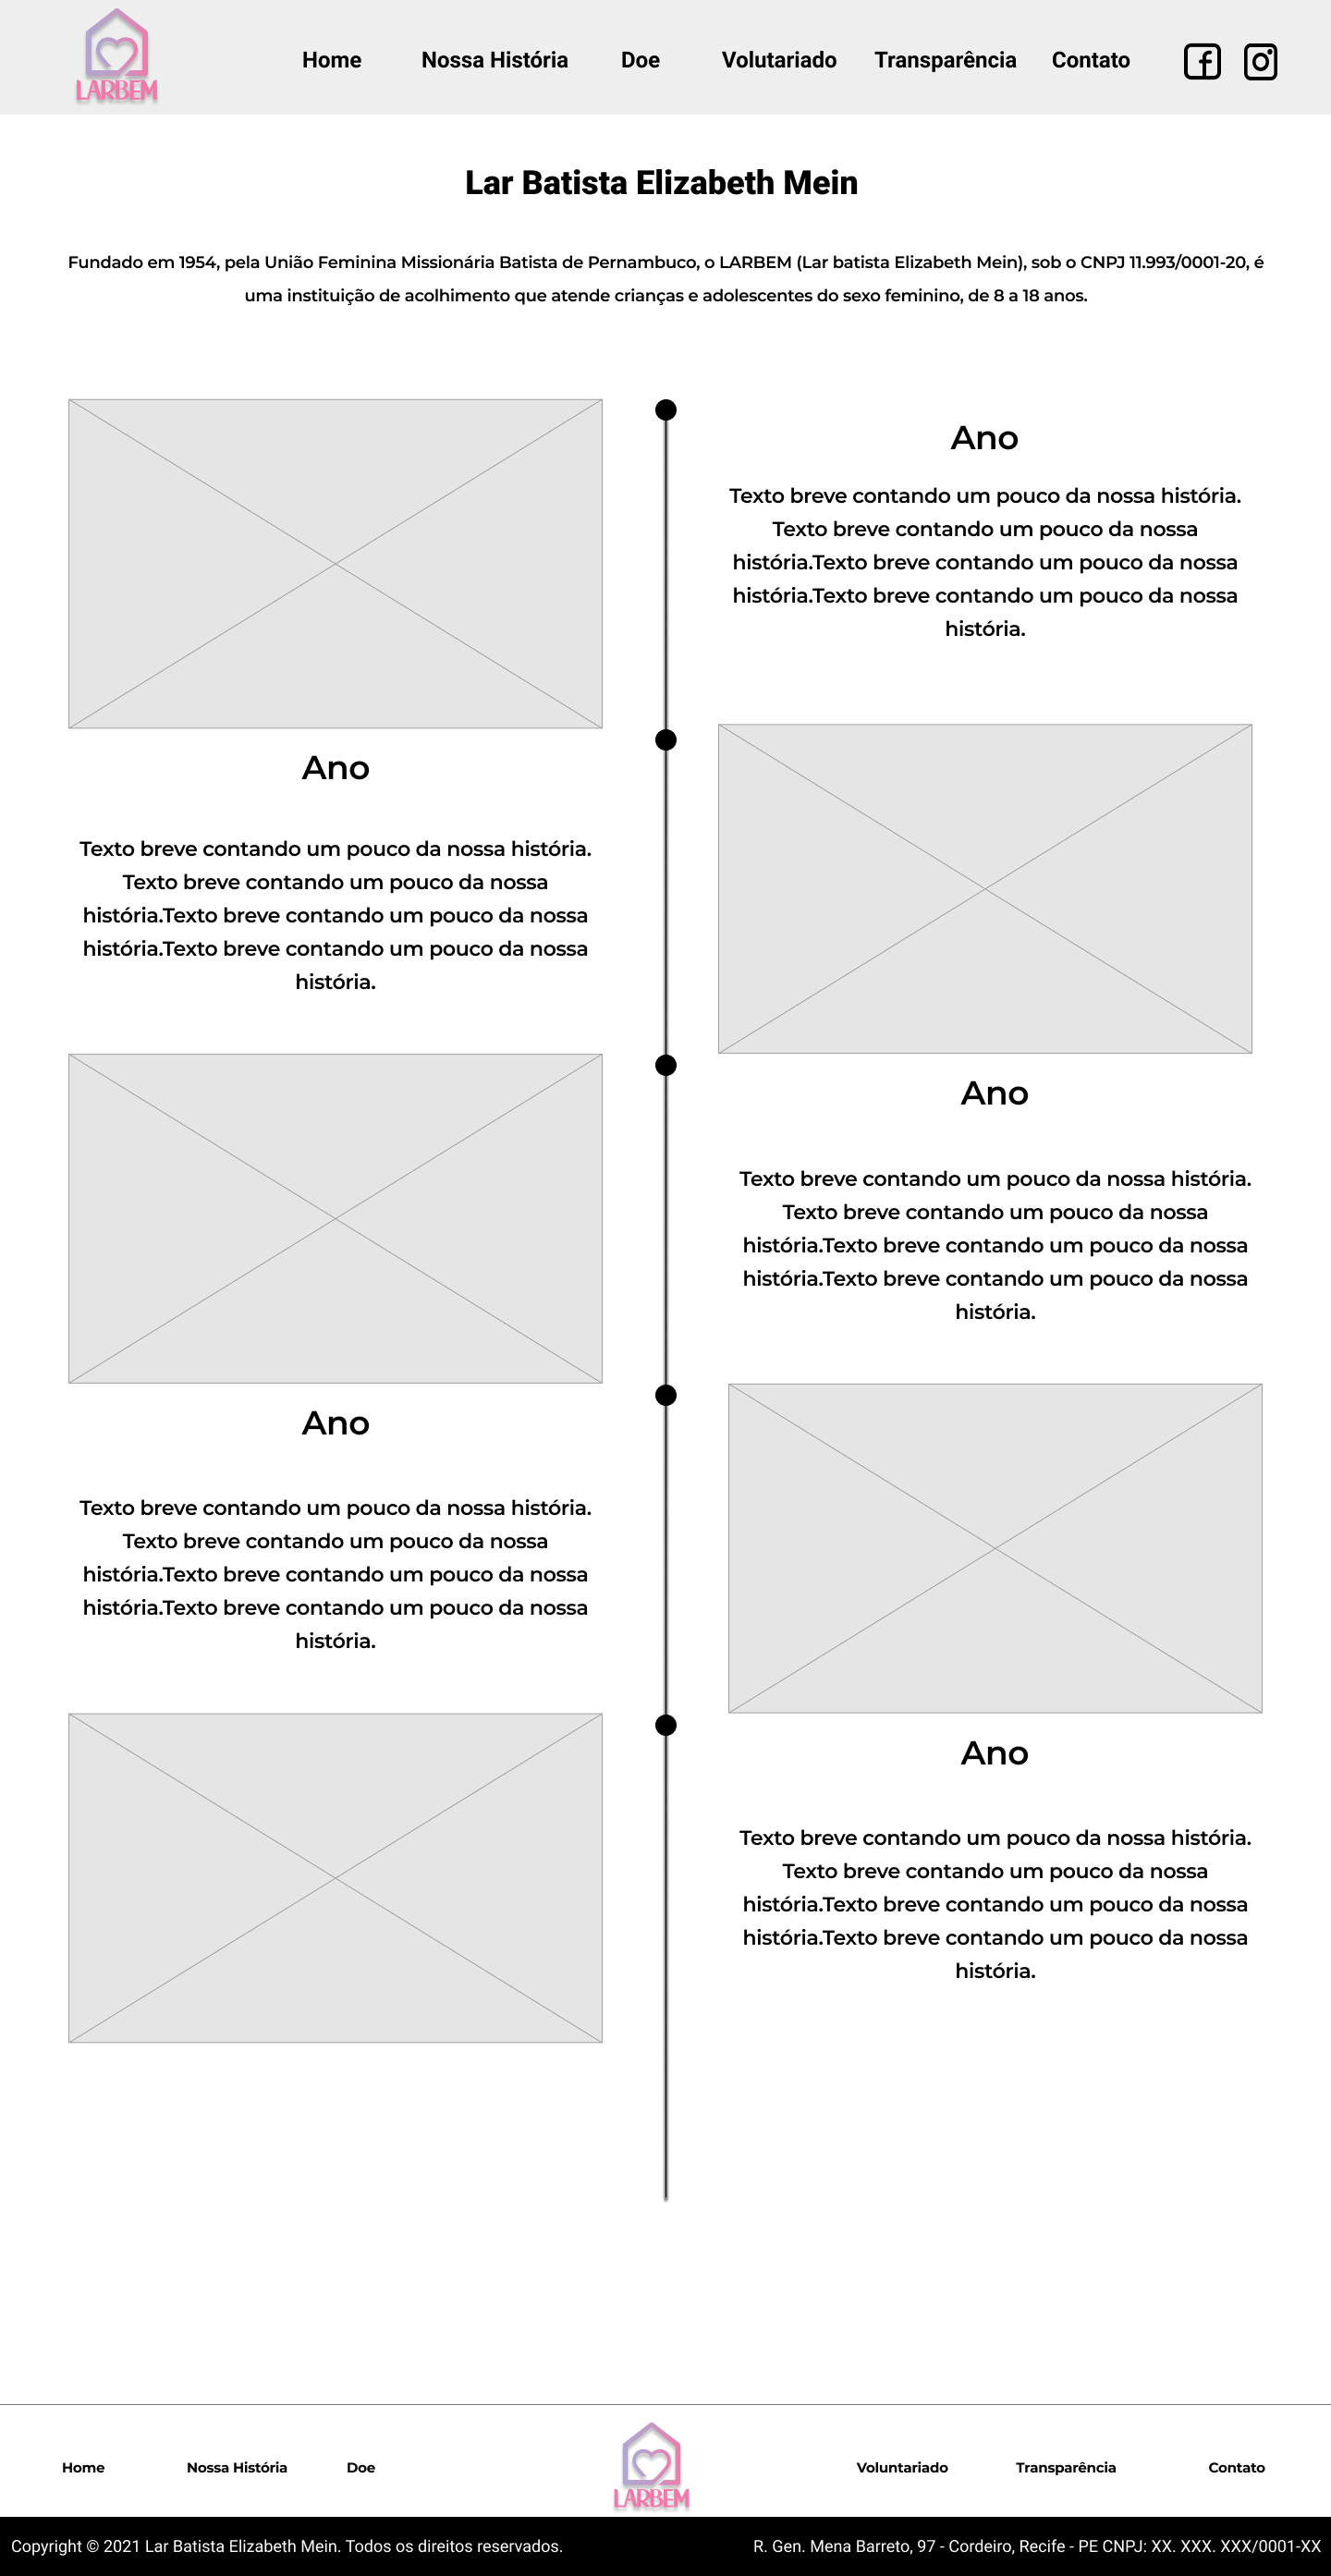 LARBEM
Home Nossa História Doe Volutariado Transparência Contato
Lar Batista Elizabeth Mein
Fundado em 1954, pela União Feminina Missionária Batista de Pernambuco, o LARBEM (Lar batista Elizabeth Mein), sob o CNPJ 11.993/0001-20, é
uma instituição de acolhimento que atende crianças e adolescentes do sexo feminino, de 8 a 18 anos.
Ano
Texto breve contando um pouco da nossa história.
Texto breve contando um pouco da nossa
história.Texto breve contando um pouco da nossa
história.Texto breve contando um pouco da nossa
história.
Ano
Texto breve contando um pouco da nossa história.
Texto breve contando um pouco da nossa
história.Texto breve contando um pouco da nossa
história.Texto breve contando um pouco da nossa
história.
Ano
Texto breve contando um pouco da nossa história.
Texto breve contando um pouco da nossa
história.Texto breve contando um pouco da nossa
história.Texto breve contando um pouco da nossa
história.
Ano
Texto breve contando um pouco da nossa história.
Texto breve contando um pouco da nossa
história.Texto breve contando um pouco da nossa
história.Texto breve contando um pouco da nossa
história.
Ano
Texto breve contando um pouco da nossa história.
Texto breve contando um pouco da nossa
história.Texto breve contando um pouco da nossa
história.Texto breve contando um pouco da nossa
história.
Home Nossa História Doe LARBEM Voluntariado Transparência Contato
Copyright © 2021 Lar Batista Elizabeth Mein. Todos os direitos reservados. R. Gen. Mena Barreto, 97 - Cordeiro, Recife - PE CNPJ: XX. XXX. XXX/0001-XX